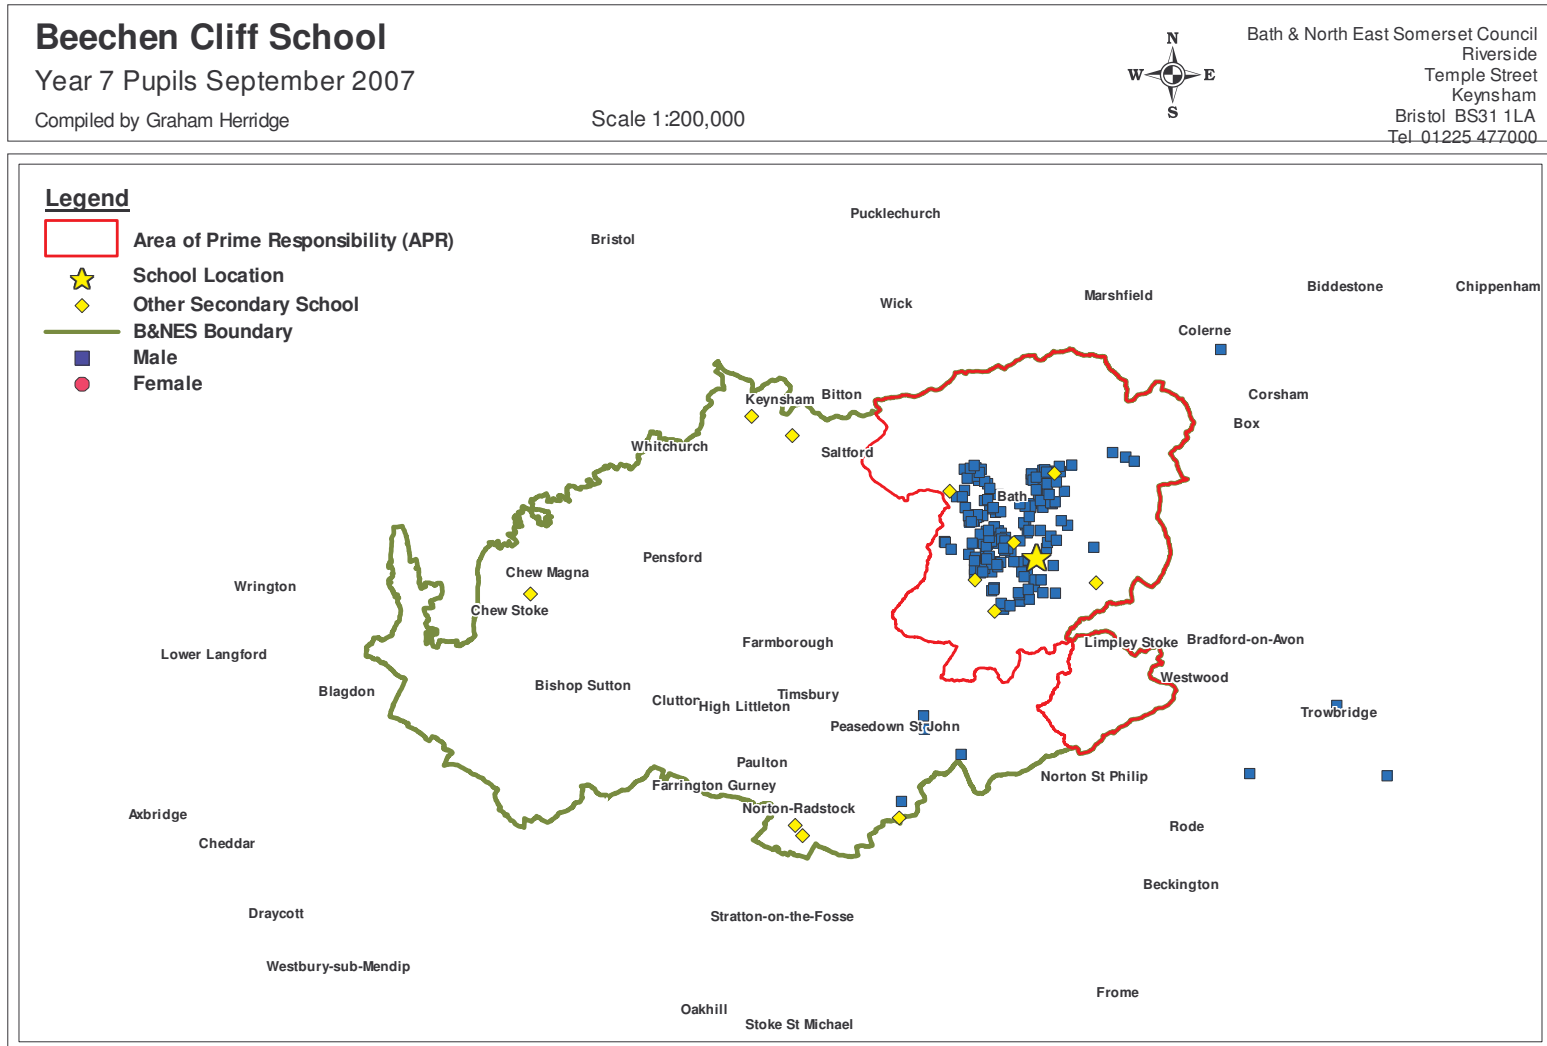 Beechen Cliff School
Year 7 Pupils September 2007
Compiled by Graham Herridge
Scale 1:200,000
N
W
E
S
Bath & North East Somerset Council
Riverside
Temple Street
Keynsham
Bristol BS31 1LA
Tel 01225 477000
Legend
Area of Prime Responsibility (APR)
School Location
Other Secondary School
B&NES Boundary
Male
Female
Pucklechurch
Bristol
Biddestone
Chippenham
Marshfield
Wick
Colerne
Corsham
Bitton
Keynsham
Box
Whitchurch
Saltford
Bath
Pensford
Chew Magna
Wrington
Chew Stoke
Bradford-on-Avon
Farmborough
Limpley Stoke
Lower Langford
Westwood
Bishop Sutton
Blagdon
Timsbury
Clutton
High Littleton
Trowbridge
Peasedown St John
Paulton
Norton St Philip
Farrington Gurney
Norton-Radstock
Axbridge
Rode
Cheddar
Beckington
Draycott
Stratton-on-the-Fosse
Westbury-sub-Mendip
Frome
Oakhill
Stoke St Michael